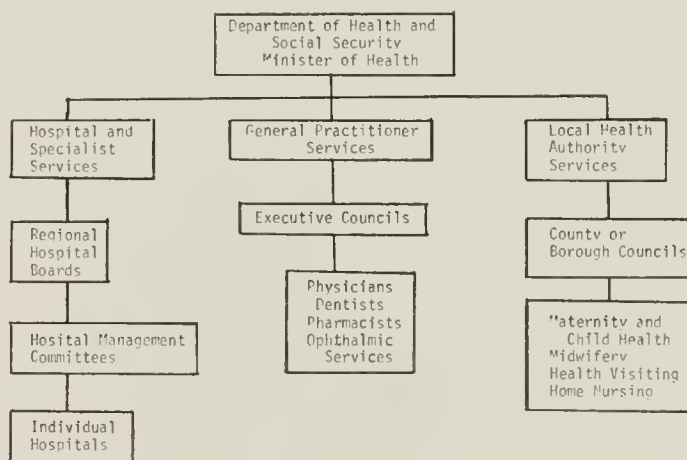 Department of Health and
Social Security
Minister of Health
Hospital and
Specialist
Services
General Practitioner
Services
Local Health
Authority
Services
Regional
Hospital
Boards
Executive Councils
County or
Borough Councils
Hosital Management
Committees
Physicians
Dentists
Pharmacists
Ophthalmic
Services
Maternity and
Child Health
Midwifery
Health Visiting
Home Nursing
Individual
Hospitals